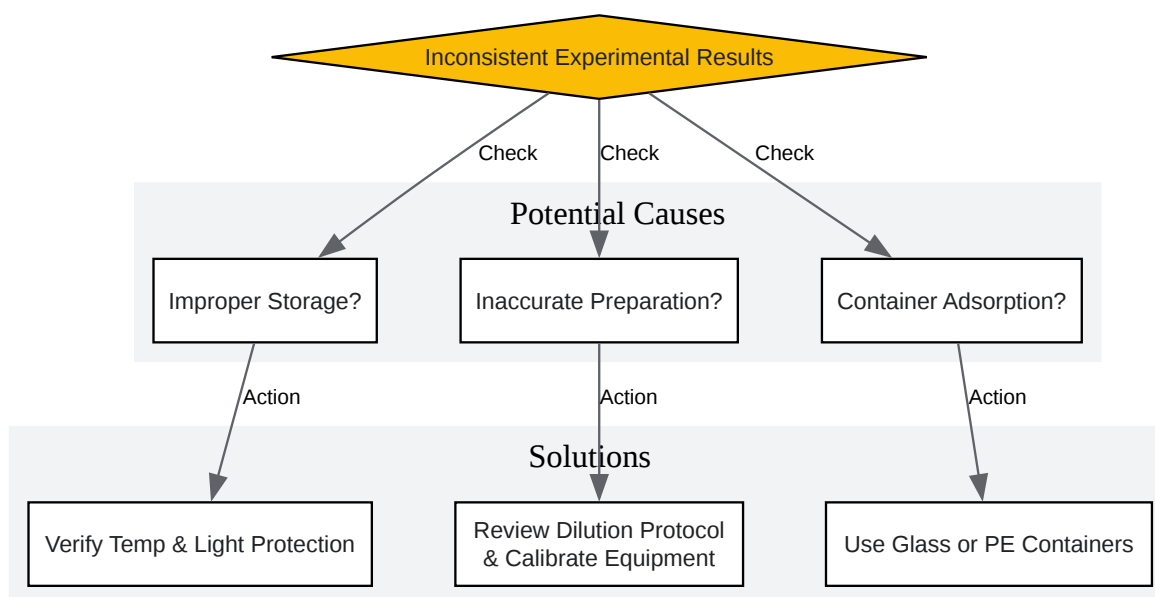 Inconsistent Experimental Results
Check
Check
Check
Potential Causes
Improper Storage?
Inaccurate Preparation?
Container Adsorption?
Action
Action
Action
Solutions
Verify Temp & Light Protection
Review Dilution Protocol
& Calibrate Equipment
Use Glass or PE Containers